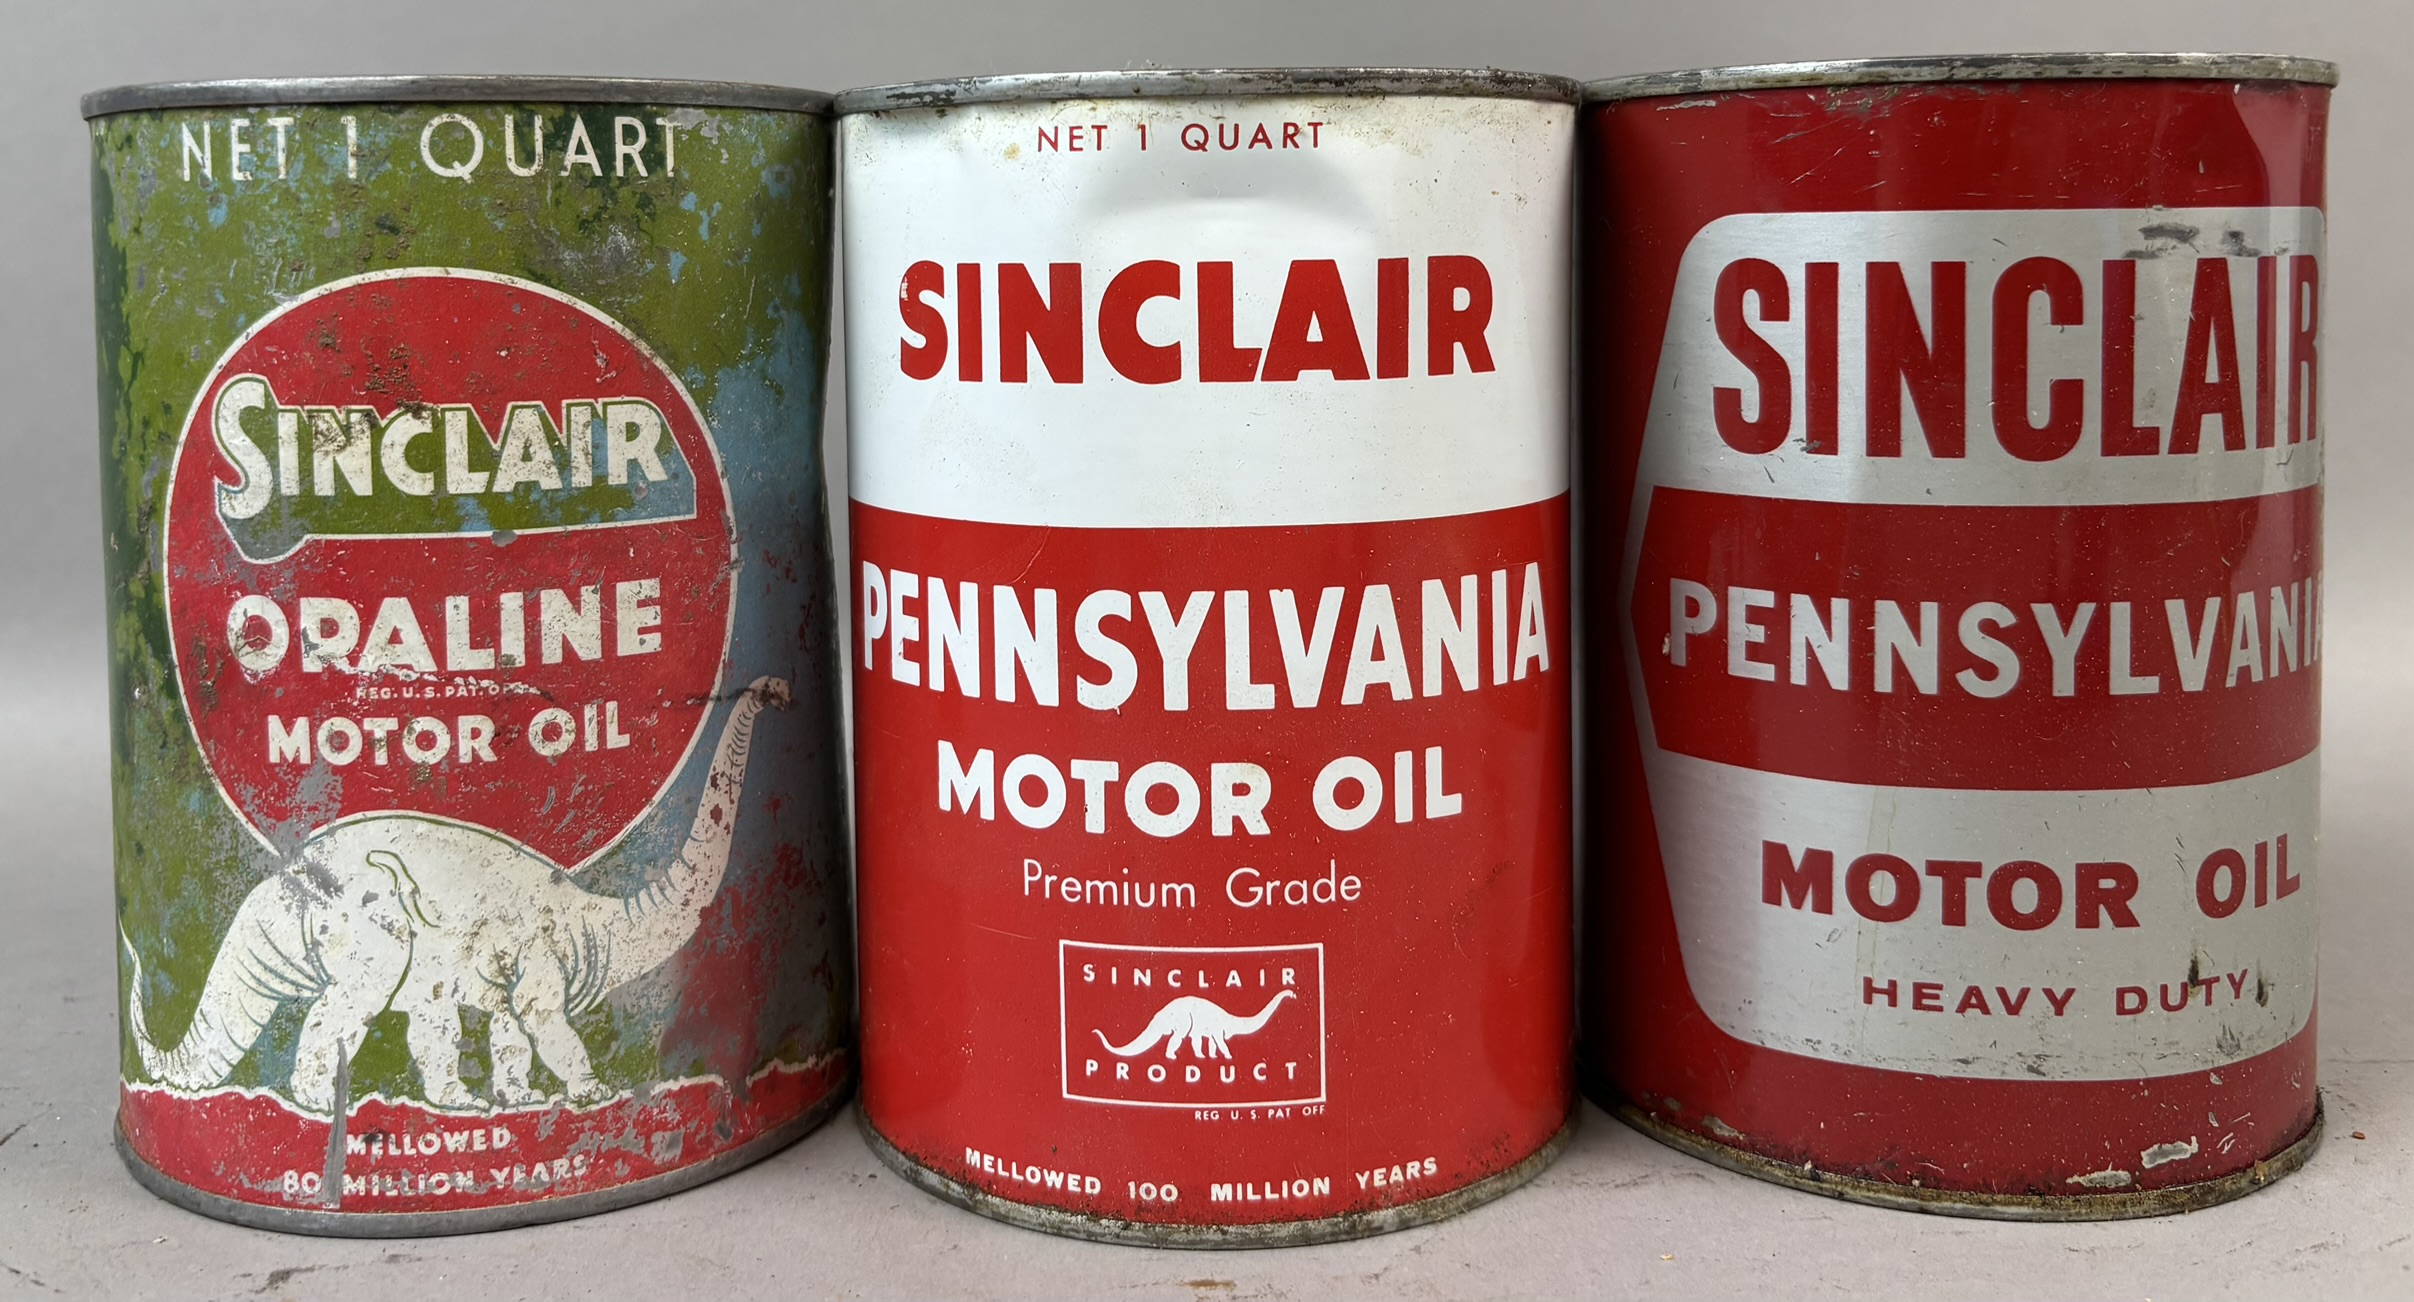 NET 1 QUART
SINCLAIR
OPALINE
REG. U. S. PAT. OFF
MOTOR OIL
MELLOWED
80 MILLION YEARS
NET 1 QUART
SINCLAIR
PENNSYLVANIA
MOTOR OIL
Premium Grade
SINCLAIR
PRODUCT
REG. U. S. PAT OFF
MELLOWED 100 MILLION YEARS
SINCLAIR
PENNSYLVANIA
MOTOR OIL
HEAVY DUTY